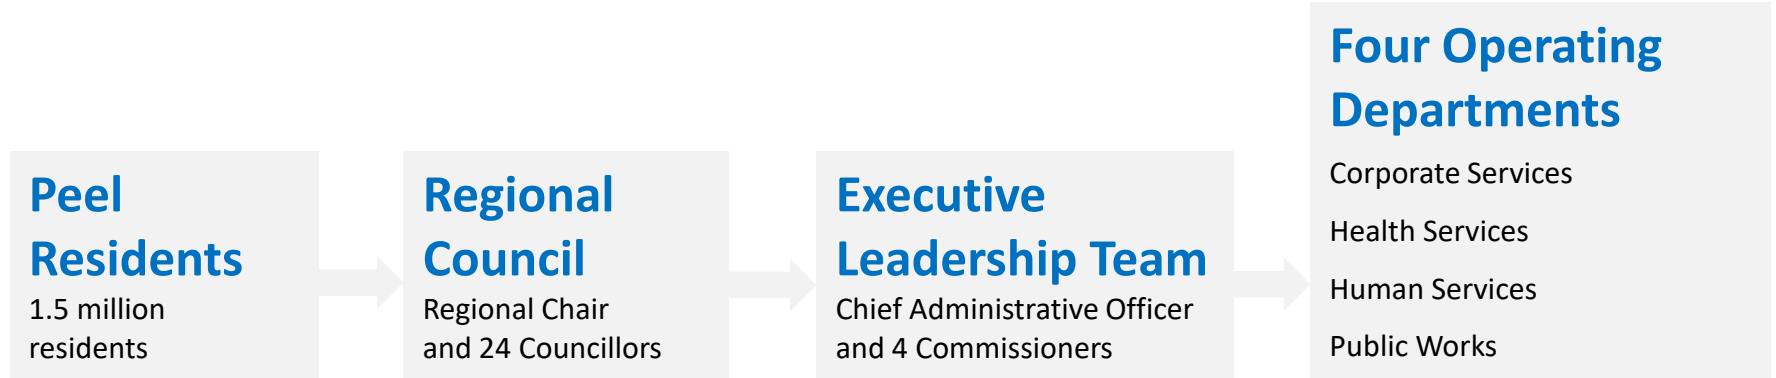 Peel
Residents
1.5 million
residents
Regional
Council
Regional Chair
and 24 Councillors
Executive
Leadership Team
Chief Administrative Officer
and 4 Commissioners
Four Operating
Departments
Corporate Services
Health Services
Human Services
Public Works